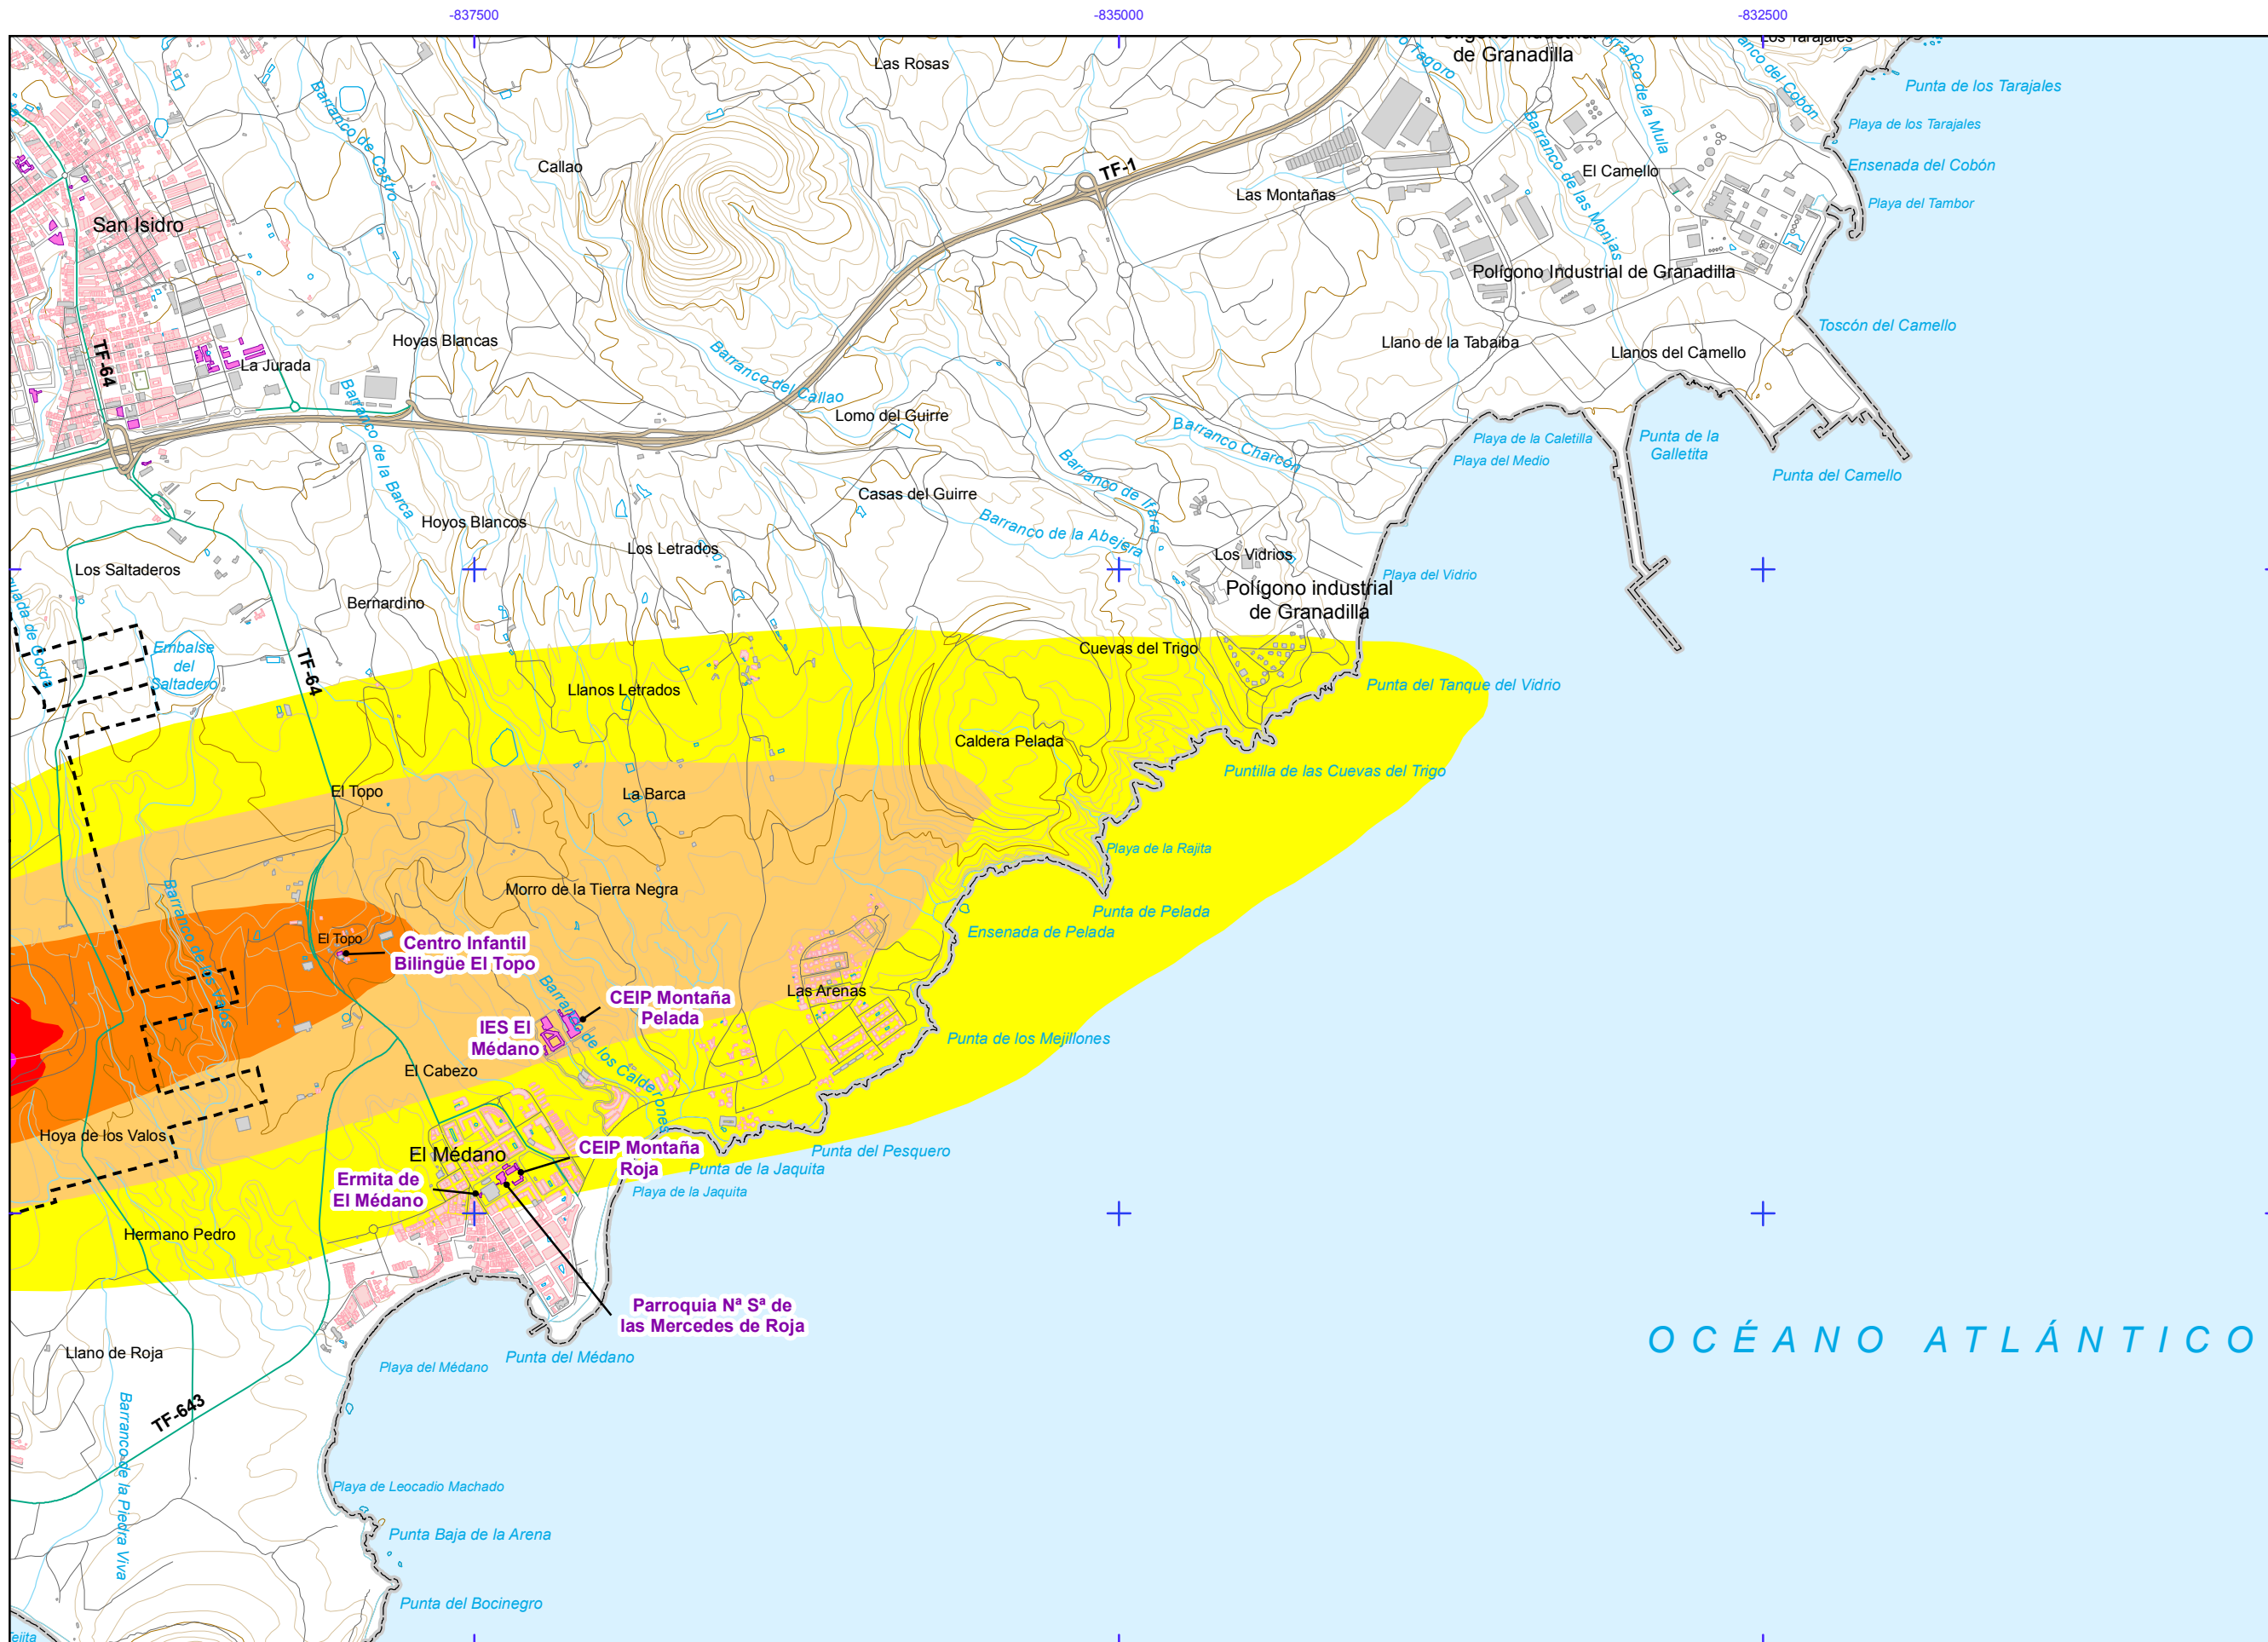 -837500
-835000
-832500
Las Rosas
de Granadilla
Punta de los Tarajales
Barranco del Cobón
Barranco de la Mula
Playa de los Tarajales
Barranco de Castro
Callao
TF-1
El Camello
Ensenada del Cobón
Las Montañas
Barranco de las Monjas
Playa del Tambor
San Isidro
Polígono Industrial de Granadilla
Toscón del Camello
Hoyas Blancas
Llano de la Tabaiba
Llanos del Camello
TF-64
La Jurada
Barranco del Callao
Lomo del Guirre
Barranco de la Barca
Barranco Charcón
Playa de la Caletilla
Playa del Medio
Punta de la
Galletita
Punta del Camello
Casas del Guirre
Barranco de Ifara
Hoyos Blancos
Barranco de la Abejera
Los Letrados
Los Vidrios
Los Saltaderos
Playa del Vidrio
Polígono industrial
de Granadilla
Bernardino
Embalse
del
Saltadero
TF-64
Cuevas del Trigo
Llanos Letrados
Punta del Tanque del Vidrio
Caldera Pelada
Puntilla de las Cuevas del Trigo
El Topo
La Barca
Playa de la Rajita
Morro de la Tierra Negra
Punta de Pelada
Barranco de los Valos
El Topo
Centro Infantil
Bilingüe El Topo
Ensenada de Pelada
Las Arenas
CEIP Montaña
Pelada
IES El
Médano
Barranco de los Calderones
Punta de los Mejillones
El Cabezo
Hoya de los Valos
El Médano
CEIP Montaña
Roja
Punta del Pesquero
Punta de la Jaquita
Playa de la Jaquita
Ermita de
El Médano
Hermano Pedro
Parroquia Nª Sª de
las Mercedes de Roja
OCÉANO ATLÁNTICO
Llano de Roja
Punta del Médano
Playa del Médano
TF-643
Barranco de la Piedra Viva
Playa de Leocadio Machado
Punta Baja de la Arena
Punta del Bocinegro